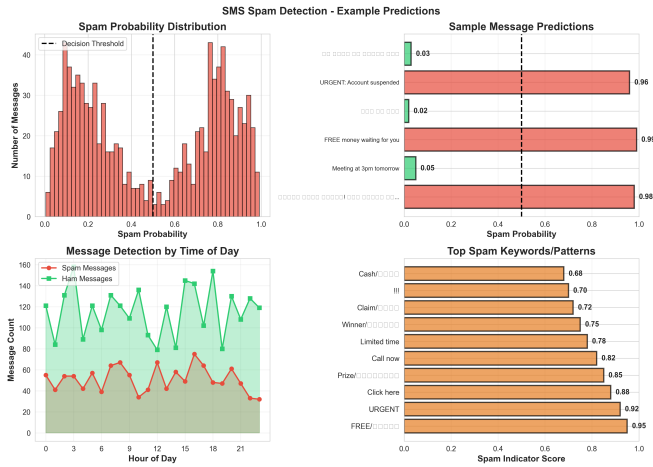 SMS Spam Detection - Example Predictions
Spam Probability Distribution
Decision Threshold
Number of Messages
0
10
20
30
40
0.0 0.2 0.4 0.6 0.8 1.0
Spam Probability
Sample Message Predictions
0.03
URGENT: Account suspended 0.96
0.02
FREE money waiting for you 0.99
Meeting at 3pm tomorrow 0.05
0.98
0.0 0.2 0.4 0.6 0.8 1.0
Spam Probability
Message Detection by Time of Day
Spam Messages
Ham Messages
Message Count
160
140
120
100
80
60
40
20
0
0 3 6 9 12 15 18 21
Hour of Day
Top Spam Keywords/Patterns
Cash/ 0.68
!!! 0.70
Claim/ 0.72
Winner/ 0.75
Limited time 0.78
Call now 0.82
Prize/ 0.85
Click here 0.88
URGENT 0.92
FREE/ 0.95
0.0 0.2 0.4 0.6 0.8 1.0
Spam Indicator Score